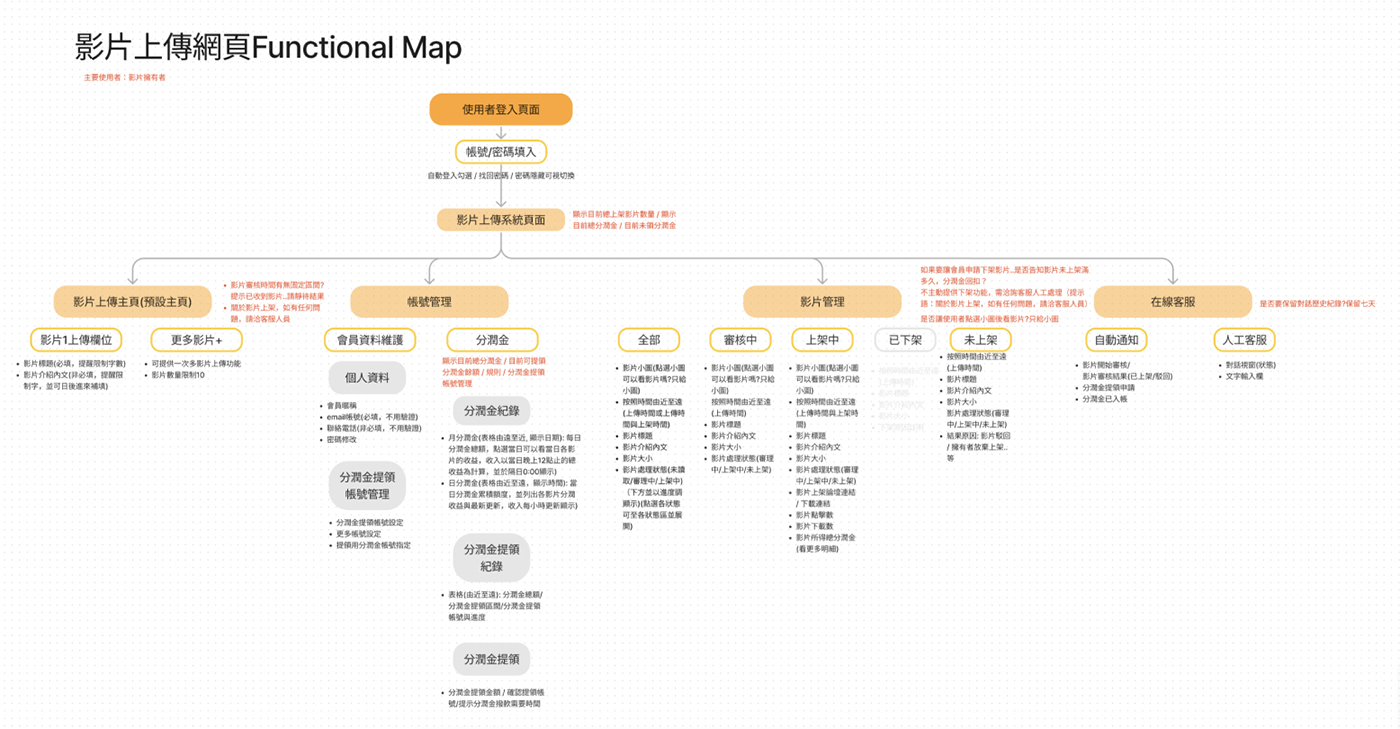 影片上傳網頁Functional Map
主要使用者：影片擁有者
使用者登入頁面
帳號/密碼填入
自動登入勾選 / 找回密碼 / 密碼隱藏可視切換
影片上傳系統頁面
顯示目前總上架影片數量 / 顯示
目前總分潤金 / 目前未領分潤金
影片上傳主頁(預設主頁)
• 影片審核時間有無固定區間?
提示已收到影片..請靜待結果
• 關於影片上架，如有任何問
題，請洽客服人員
影片1上傳欄位
• 影片標題(必填，提醒限制字數)
• 影片介紹內文(非必填，提醒限
制字，並可日後進來補填)
更多影片+
• 可提供一次多影片上傳功能
• 影片數量限制10
帳號管理
會員資料維護
個人資料
• 會員暱稱
• email帳號(必填，不用驗證)
• 聯絡電話(非必填，不用驗證)
• 密碼修改
分潤金提領
帳號管理
• 分潤金提領帳號設定
• 更多帳號設定
• 提領用分潤金帳號指定
分潤金
顯示目前總分潤金 / 目前可提領
分潤金餘額 / 規則 / 分潤金提領
帳號管理
分潤金紀錄
• 月分潤金(表格由遠至近, 顯示日期): 每日
分潤金總額，點選當日可以看當日各影
片的收益，收入以當日晚上12點止的總
收益為計算，並於隔日0:00顯示)
• 日分潤金(表格由近至遠，顯示時間): 當
日分潤金累積額度，並列出各影片分潤
收益與最新更新，收入每小時更新顯示)
分潤金提領
紀錄
• 表格(由近至遠): 分潤金總額/
分潤金提領區間/分潤金提領
帳號與進度
分潤金提領
• 分潤金提領金額 / 確認提領帳
號/提示分潤金撥款需要時間
影片管理
如果要讓會員申請下架影片..是否告知影片未上架滿
多久，分潤金回扣？
不主動提供下架功能，需洽詢客服人工處理（提示
語：關於影片上架，如有任何問題，請洽客服人員）
是否讓使用者點選小圖後看影片?只給小圖
全部
• 影片小圖(點選小圖
可以看影片嗎?只給
小圖)
• 按照時間由近至遠
(上傳時間或上傳時
間與上架時間)
• 影片標題
• 影片介紹內文
• 影片大小
• 影片處理狀態(未讀
取/審理中/上架中)
（下方並以進度調
顯示)(點選各狀態
可至各狀態區並展
開)
審核中
• 影片小圖(點選小圖
可以看影片嗎?只給
小圖)
按照時間由近至遠
(上傳時間)
• 影片標題
• 影片介紹內文
• 影片大小
• 影片處理狀態(審理
中/上架中/未上架)
上架中
• 影片小圖(點選小圖
可以看影片嗎?只給
小圖)
• 按照時間由近至遠
(上傳時間與上架時
間)
• 影片標題
• 影片介紹內文
• 影片大小
• 影片處理狀態(審理
中/上架中/未上架)
• 影片上架論壇連結
/ 下載連結
• 影片點擊數
• 影片下載數
• 影片所得總分潤金
(看更多明細)
已下架
• 按照時間由近至遠
(上傳時間)
• 影片標題
• 影片介紹內文
• 影片大小
未上架
• 按照時間由近至遠
(上傳時間)
• 影片標題
• 影片介紹內文
• 影片大小
影片處理狀態(審理
中/上架中/未上架)
• 結果原因: 影片駁回
/ 擁有者放棄上架..
等
在線客服
是否要保留對話歷史紀錄?保留七天
自動通知
• 影片開始審核/
影片審核結果(已上架/駁回)
• 分潤金提領申請
• 分潤金已入帳
人工客服
• 對話視窗(狀態)
• 文字輸入欄